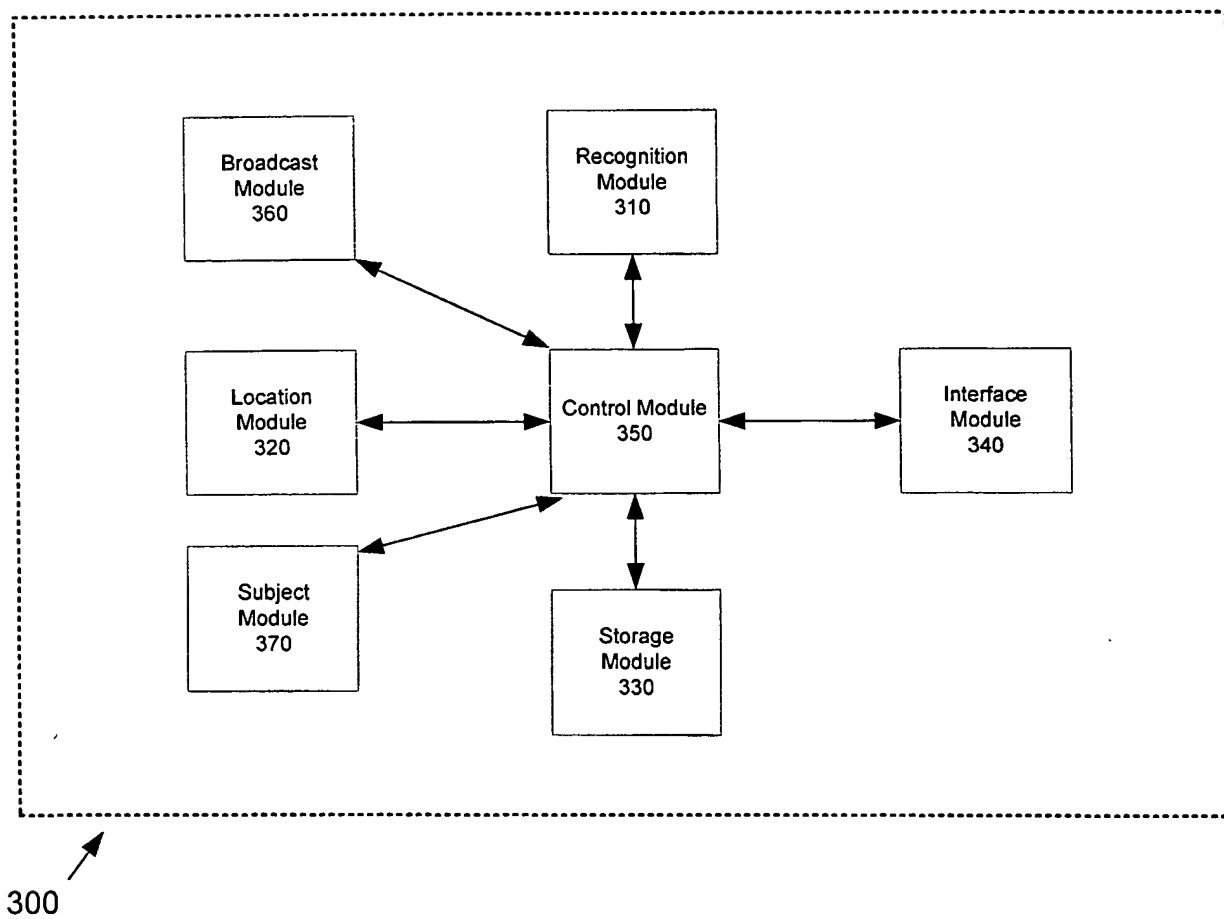 Broadcast
Module
360
Recognition
Module
310
Location
Module
320
Control Module
350
Interface
Module
340
Subject
Module
370
Storage
Module
330
300